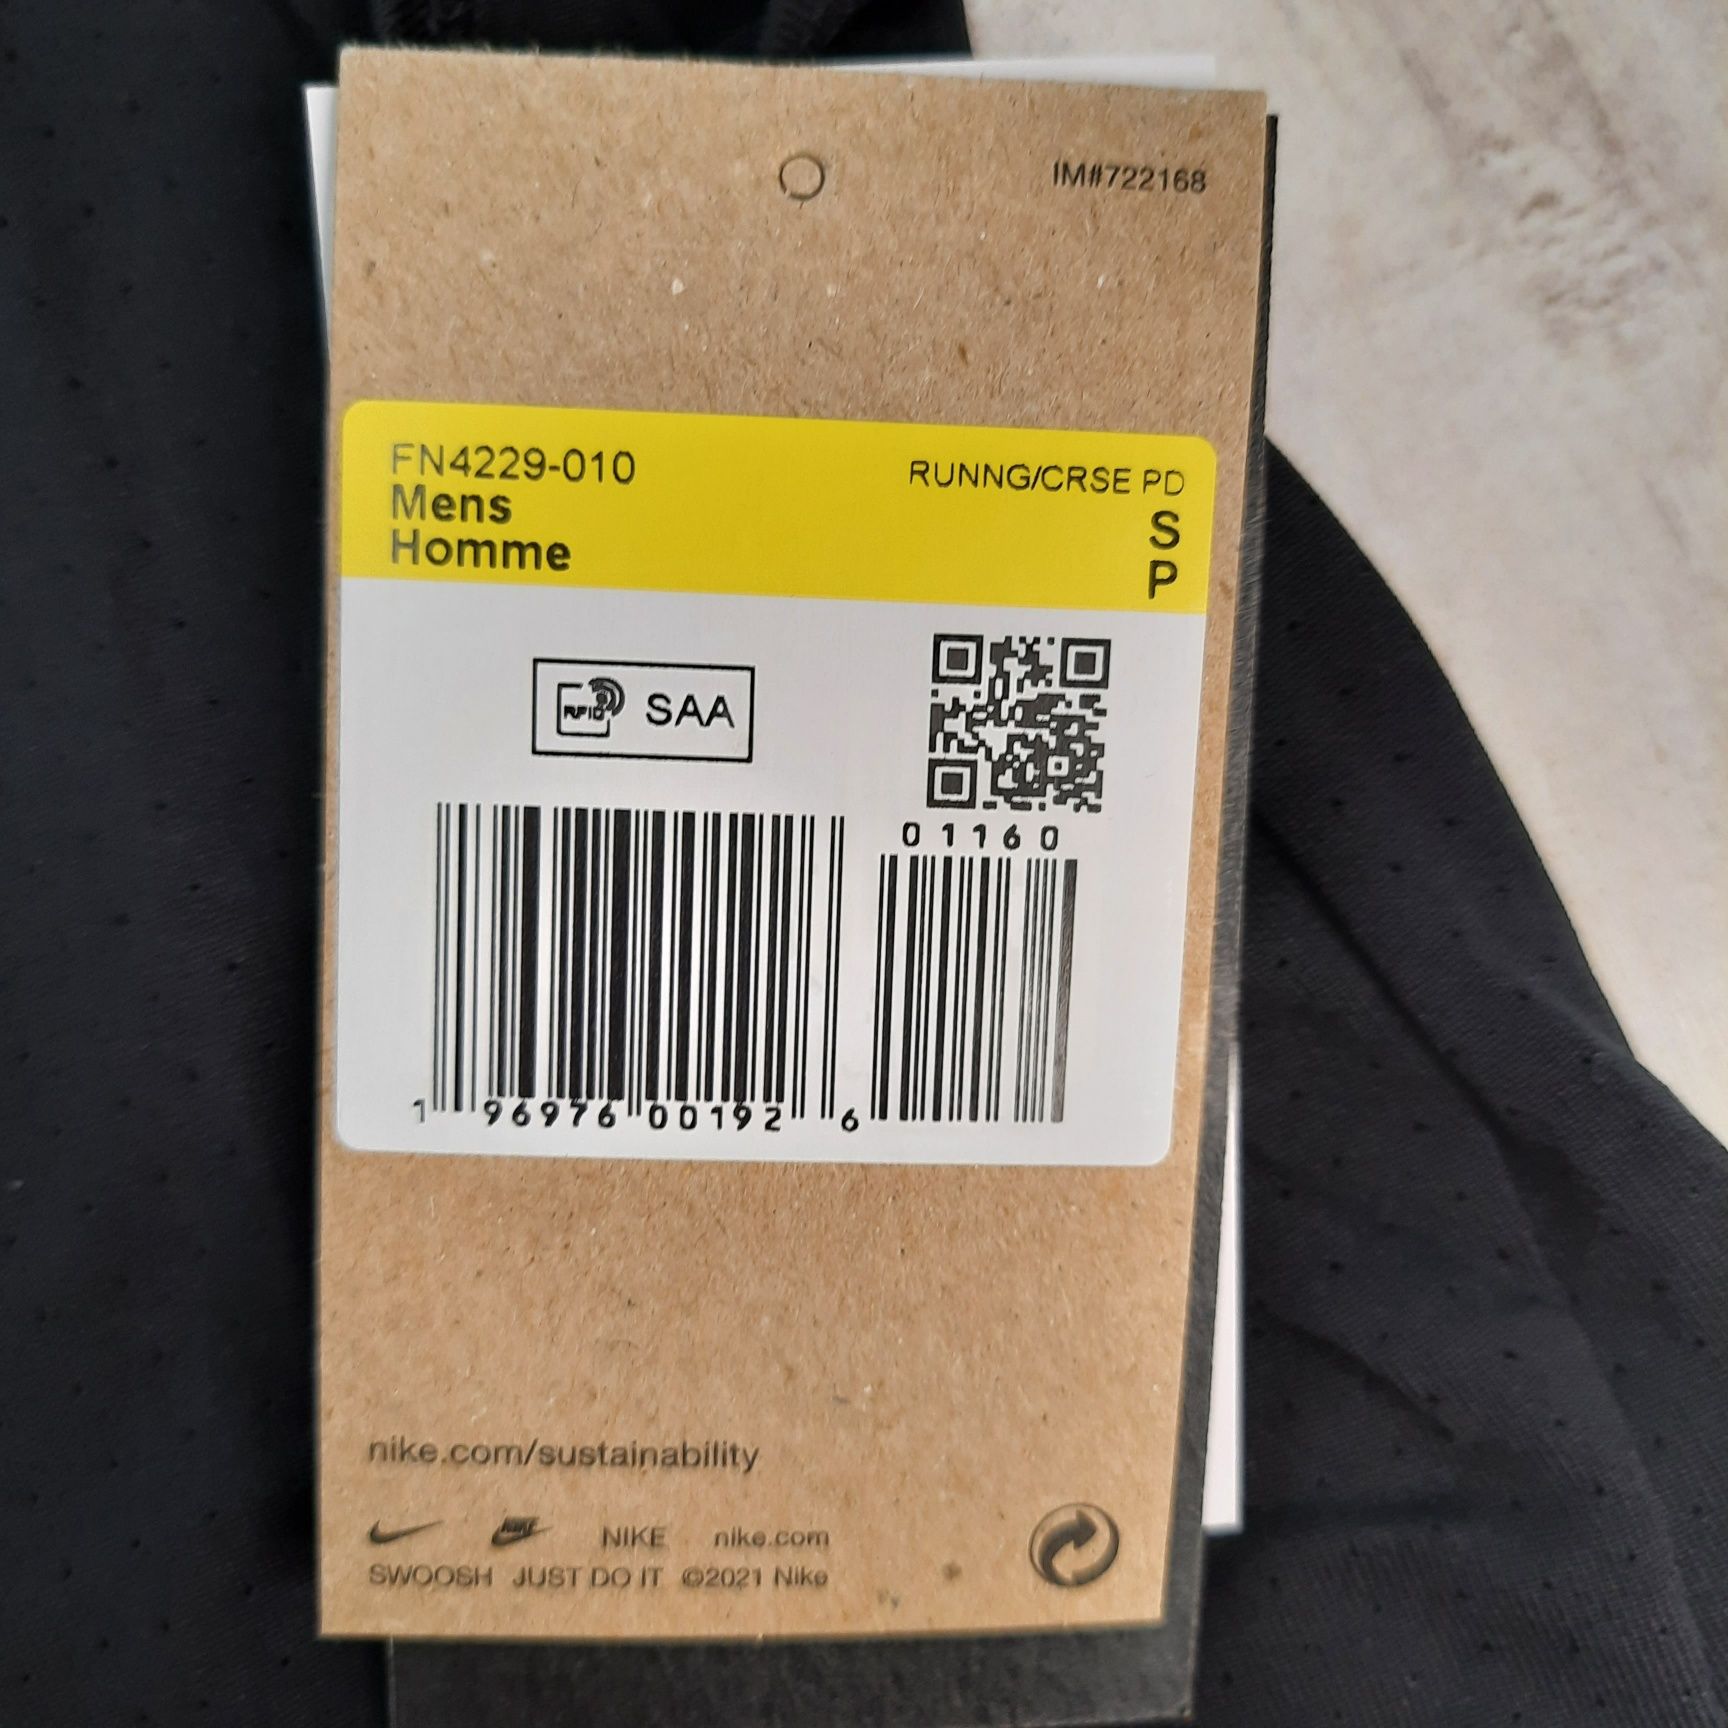 IM#722168
FN4229-010
RUNNG/CRSE PD
Mens
S
Homme
P
RFID SAA
01160
1 96976 00192 6
nike.com/sustainability
NIKE NIKE nike.com
SWOOSH JUST DO IT ©2021 Nike